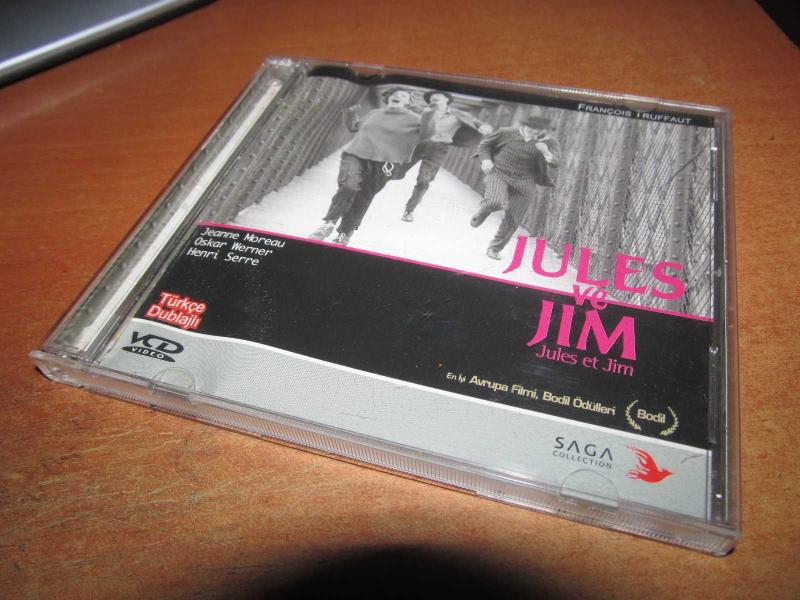 FRANÇOIS TRUFFAUT
Jeanne Moreau
Oskar Werner
Henri Serre
JULES
ve
JIM
Jules et Jim
Türkçe
Dublajlı
VCD
VIDEO
En İyi Avrupa Filmi, Bodil Ödülleri
Bodil
SAGA
COLLECTION